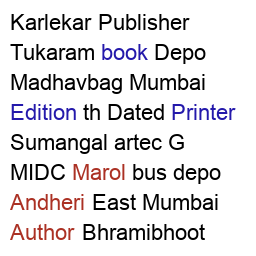 Karlekar Publisher
Tukaram book Depo
Madhavbag Mumbai
Edition th Dated Printer
Sumangal artec G
MIDC Marol bus depo
Andheri East Mumbai
Author Bhramibhoot